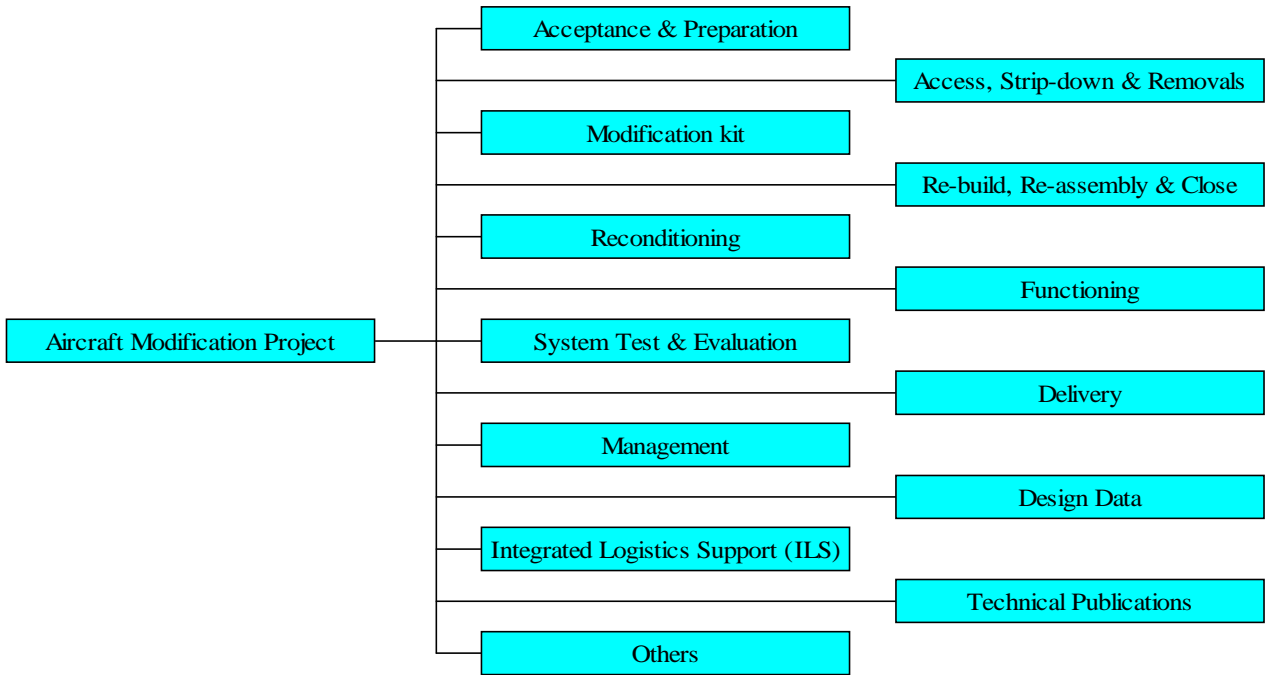 Acceptance & Preparation
Access, Strip-down & Removals
Modification kit
Re-build, Re-assembly & Close
Reconditioning
Functioning
Aircraft Modification Project
System Test & Evaluation
Delivery
Management
Design Data
Integrated Logistics Support (ILS)
Technical Publications
Others